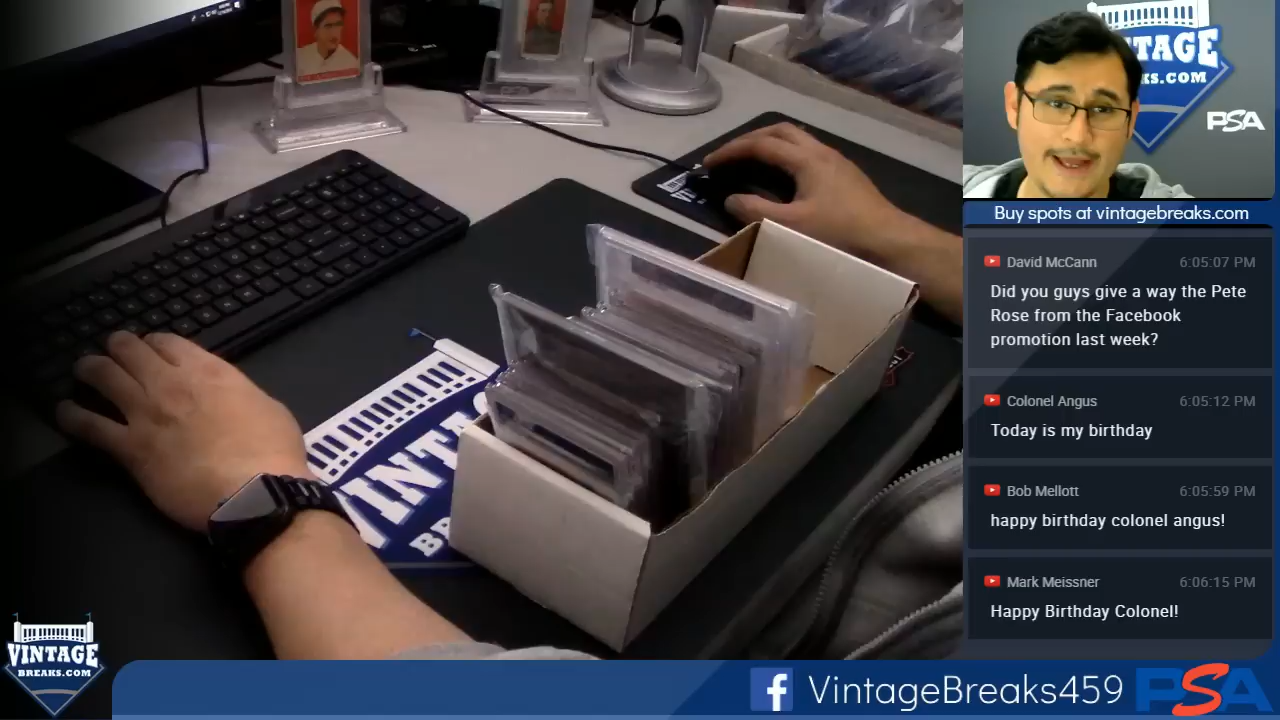 VINTAGE
BREAKS.COM
PSA
Buy spots at vintagebreaks.com
David McCann 6:05:07 PM
Did you guys give a way the Pete
Rose from the Facebook
promotion last week?
Colonel Angus 6:05:12 PM
Today is my birthday
Bob Mellott 6:05:59 PM
happy birthday colonel angus!
Mark Meissner 6:06:15 PM
Happy Birthday Colonel!
VINTA
BR
VINTAGE
BREAKS.COM
f VintageBreaks459 PSA